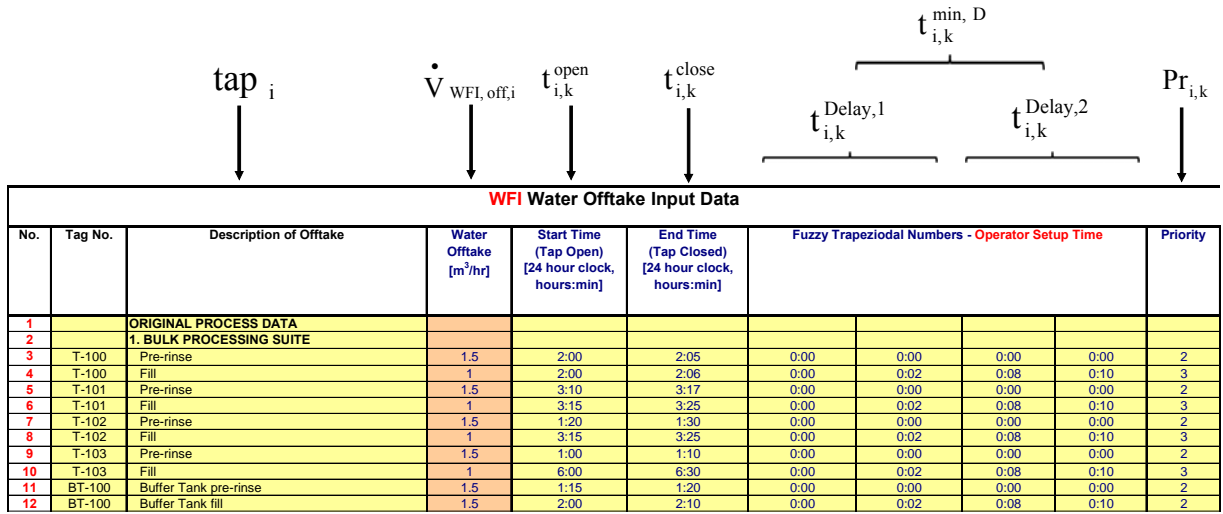 t i,k min, D
tap i V̇ WFI, off,i t i,k open t i,k close t i,k Delay,1 t i,k Delay,2 Pr i,k
WFI Water Offtake Input Data
No. Tag No. Description of Offtake Water Offtake [m³/hr] Start Time (Tap Open) [24 hour clock, hours:min] End Time (Tap Closed) [24 hour clock, hours:min] Fuzzy Trapeziodal Numbers - Operator Setup Time Priority
1 ORIGINAL PROCESS DATA
2 1. BULK PROCESSING SUITE
3 T-100 Pre-rinse 1.5 2:00 2:05 0:00 0:00 0:00 0:00 2
4 T-100 Fill 1 2:00 2:06 0:00 0:02 0:08 0:10 3
5 T-101 Pre-rinse 1.5 3:10 3:17 0:00 0:00 0:00 0:00 2
6 T-101 Fill 1 3:15 3:25 0:00 0:02 0:08 0:10 3
7 T-102 Pre-rinse 1.5 1:20 1:30 0:00 0:00 0:00 0:00 2
8 T-102 Fill 1 3:15 3:25 0:00 0:02 0:08 0:10 3
9 T-103 Pre-rinse 1.5 1:00 1:10 0:00 0:00 0:00 0:00 2
10 T-103 Fill 1 6:00 6:30 0:00 0:02 0:08 0:10 3
11 BT-100 Buffer Tank pre-rinse 1.5 1:15 1:20 0:00 0:00 0:00 0:00 2
12 BT-100 Buffer Tank fill 1.5 2:00 2:10 0:00 0:02 0:08 0:10 2